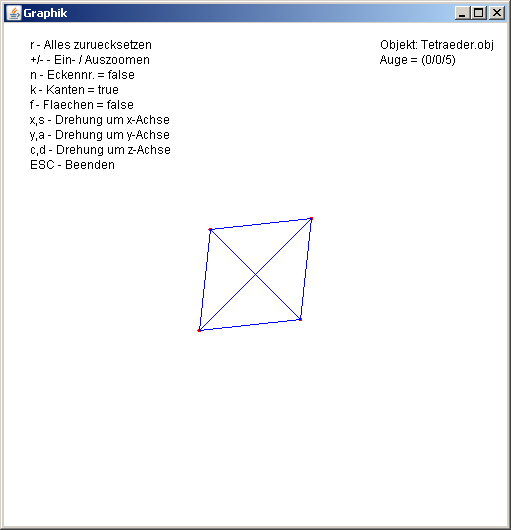 Graphik
r - Alles zuruecksetzen
+/- - Ein- / Auszoomen
n - Eckennr. = false
k - Kanten = true
f - Flaechen = false
x,s - Drehung um x-Achse
y,a - Drehung um y-Achse
c,d - Drehung um z-Achse
ESC - Beenden
Objekt: Tetraeder.obj
Auge = (0/0/5)